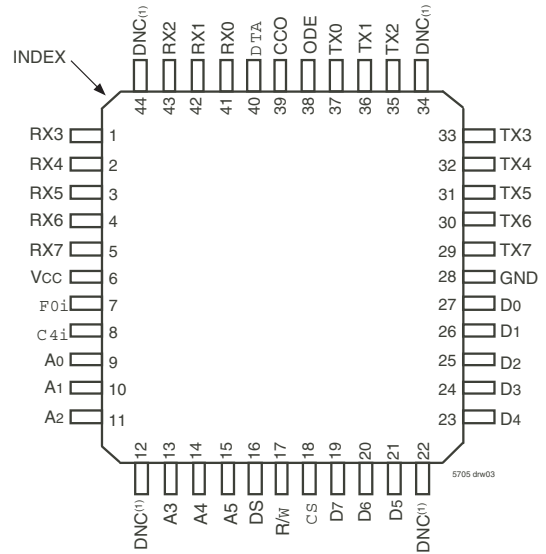 INDEX
DNC(1) RX2 RX1 RX0 DTA CCO ODE TX0 TX1 TX2 DNC(1)
44 43 42 41 40 39 38 37 36 35 34
RX3 1
RX4 2
RX5 3
RX6 4
RX7 5
VCC 6
F0i 7
C4i 8
A0 9
A1 10
A2 11
33 TX3
32 TX4
31 TX5
30 TX6
29 TX7
28 GND
27 D0
26 D1
25 D2
24 D3
23 D4
12 13 14 15 16 17 18 19 20 21 22
DNC(1) A3 A4 A5 DS R/W CS D7 D6 D5 DNC(1)
5705 drw03